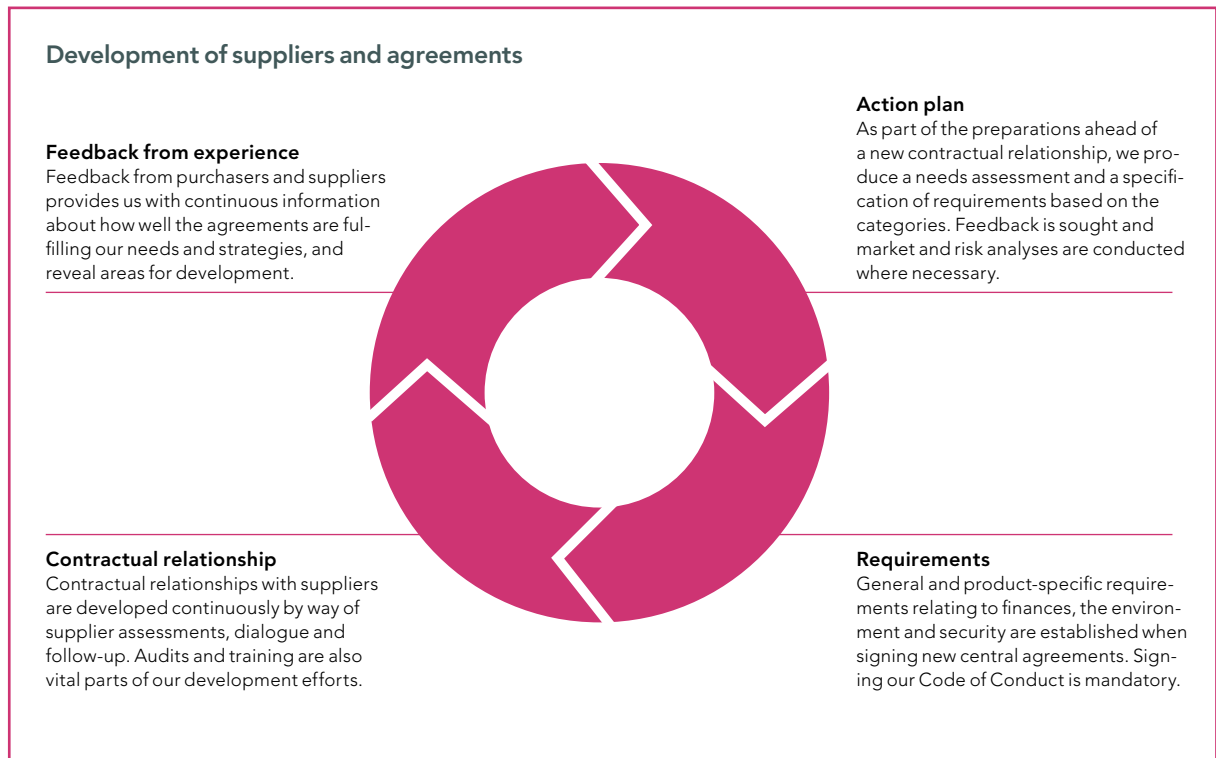 Development of suppliers and agreements
Feedback from experience
Feedback from purchasers and suppliers
provides us with continuous information
about how well the agreements are ful-
filling our needs and strategies, and
reveal areas for development.
Action plan
As part of the preparations ahead of
a new contractual relationship, we pro-
duce a needs assessment and a specifi-
cation of requirements based on the
categories. Feedback is sought and
market and risk analyses are conducted
where necessary.
Contractual relationship
Contractual relationships with suppliers
are developed continuously by way of
supplier assessments, dialogue and
follow-up. Audits and training are also
vital parts of our development efforts.
Requirements
General and product-specific require-
ments relating to finances, the environ-
ment and security are established when
signing new central agreements. Sign-
ing our Code of Conduct is mandatory.